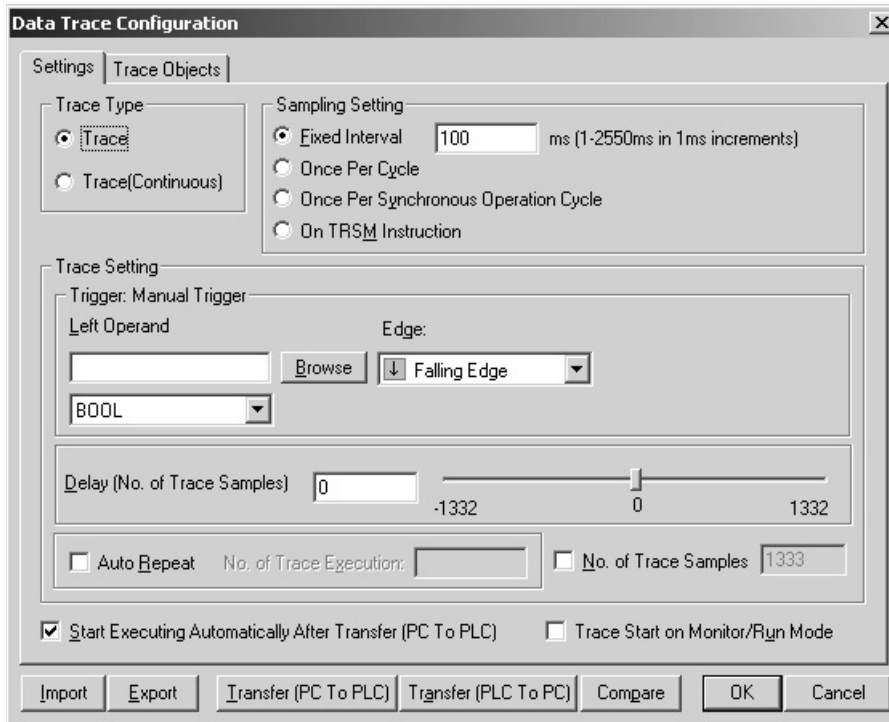 Data Trace Configuration
Settings Trace Objects
Trace Type
Trace
Trace(Continuous)
Sampling Setting
Fixed Interval 100 ms (1-2550ms in 1ms increments)
Once Per Cycle
Once Per Synchronous Operation Cycle
On TRSM Instruction
Trace Setting
Trigger: Manual Trigger
Left Operand Edge:
Browse Falling Edge
BOOL
Delay (No. of Trace Samples) 0
-1332 0 1332
Auto Repeat No. of Trace Execution: No. of Trace Samples 1333
Start Executing Automatically After Transfer (PC To PLC) Trace Start on Monitor/Run Mode
Import Export Transfer (PC To PLC) Transfer (PLC To PC) Compare OK Cancel